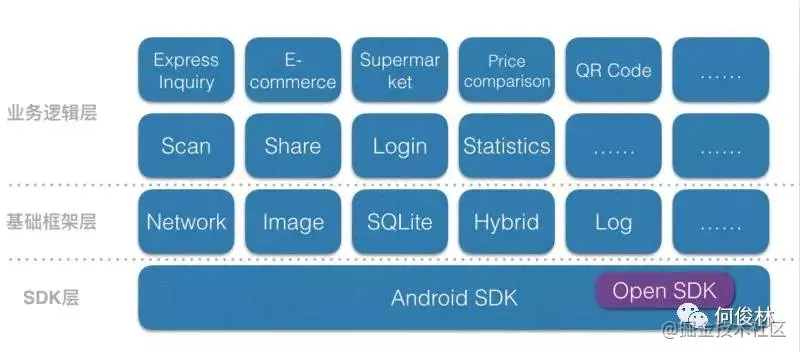 Express
Inquiry
E-
commerce
Supermar
ket
Price
comparison
QR Code
……
业务逻辑层
Scan
Share
Login
Statistics
……
……
基础框架层
Network
Image
SQLite
Hybrid
Log
……
SDK层
Android SDK
Open SDK
何俊林
@掘金技术社区